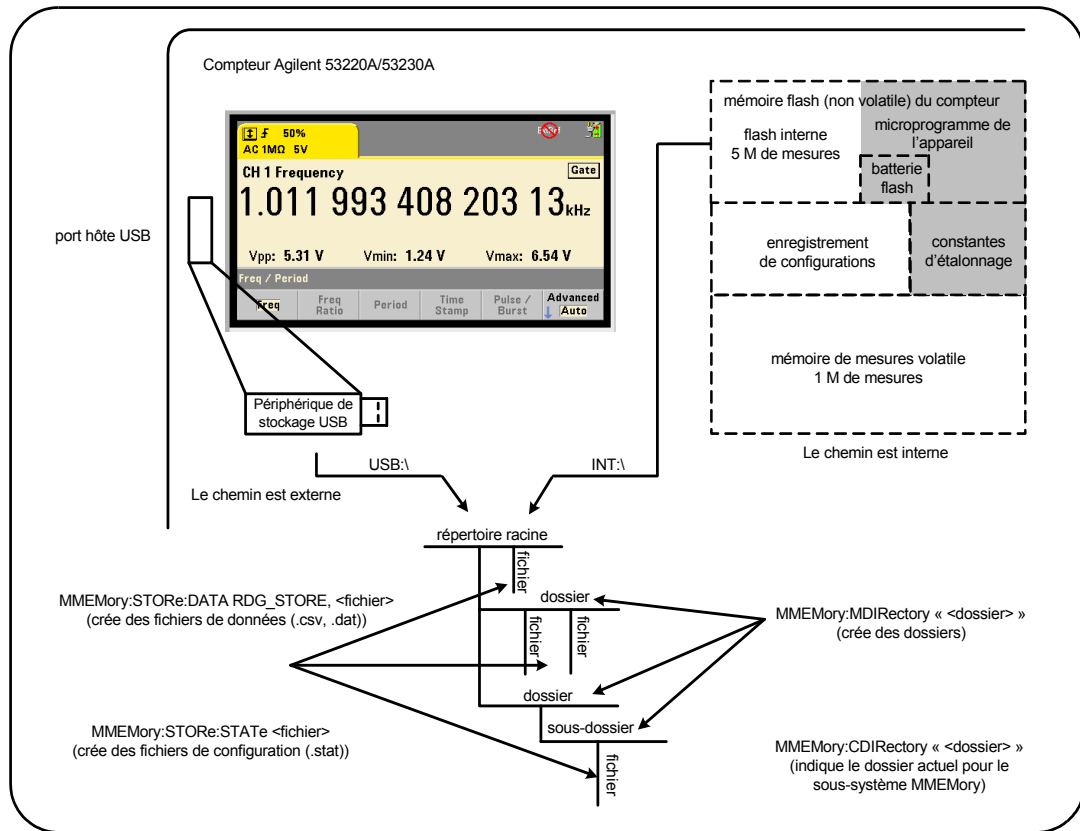 Compteur Agilent 53220A/53230A
50%
AC 1MΩ 5V
CH 1 Frequency
Gate
1.011 993 408 203 13 kHz
Vpp: 5.31 V Vmin: 1.24 V Vmax: 6.54 V
Freq / Period
Freq
Freq
Ratio
Period
Time
Stamp
Pulse /
Burst
Advanced
Auto
port hôte USB
Périphérique de
stockage USB
mémoire flash (non volatile) du compteur
flash interne
5 M de mesures
microprogramme de
l’appareil
batterie
flash
enregistrement
de configurations
constantes
d’étalonnage
mémoire de mesures volatile
1 M de mesures
Le chemin est interne
USB:\
INT:\
Le chemin est externe
répertoire racine
fichier
MMEMory:STORe:DATA RDG_STORE, <fichier>
(crée des fichiers de données (.csv, .dat))
dossier
fichier
fichier
MMEMory:MDIRectory « <dossier> »
(crée des dossiers)
dossier
sous-dossier
fichier
MMEMory:STORe:STATe <fichier>
(crée des fichiers de configuration (.stat))
MMEMory:CDIRectory « <dossier> »
(indique le dossier actuel pour le
sous-système MMEMory)